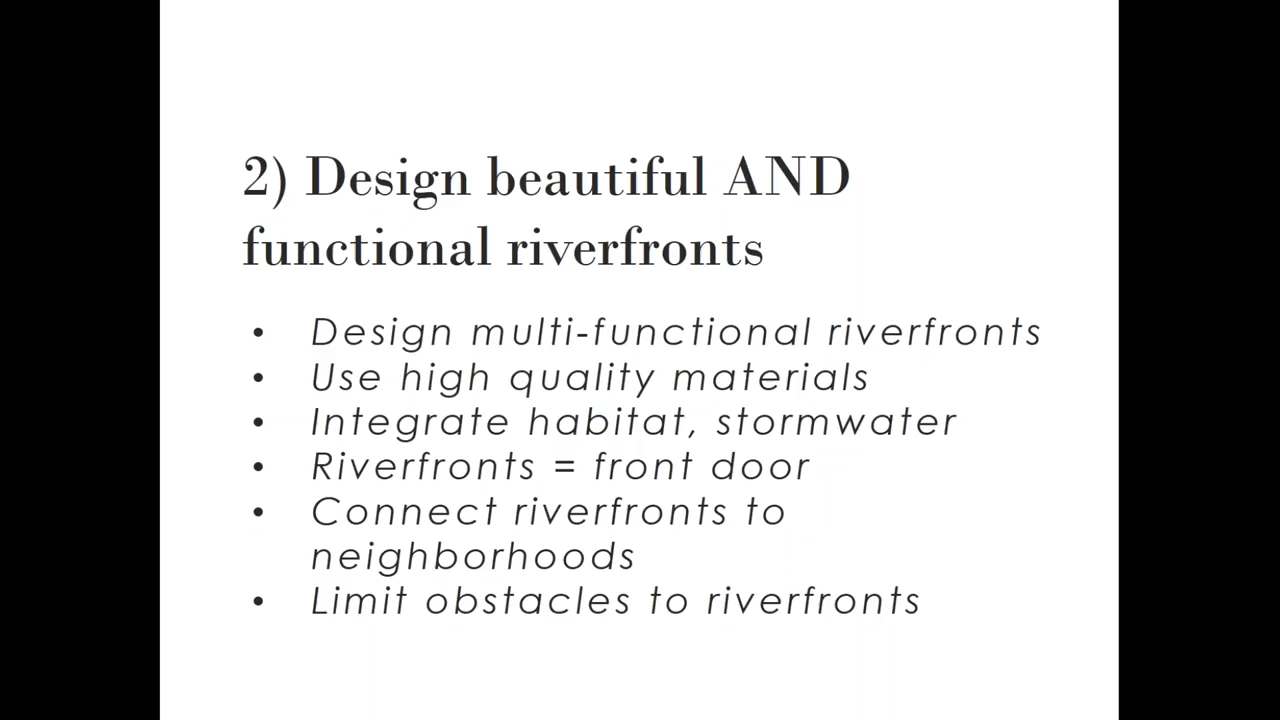 2) Design beautiful AND
functional riverfronts
• Design multi-functional riverfronts
• Use high quality materials
• Integrate habitat, stormwater
• Riverfronts = front door
• Connect riverfronts to
neighborhoods
• Limit obstacles to riverfronts